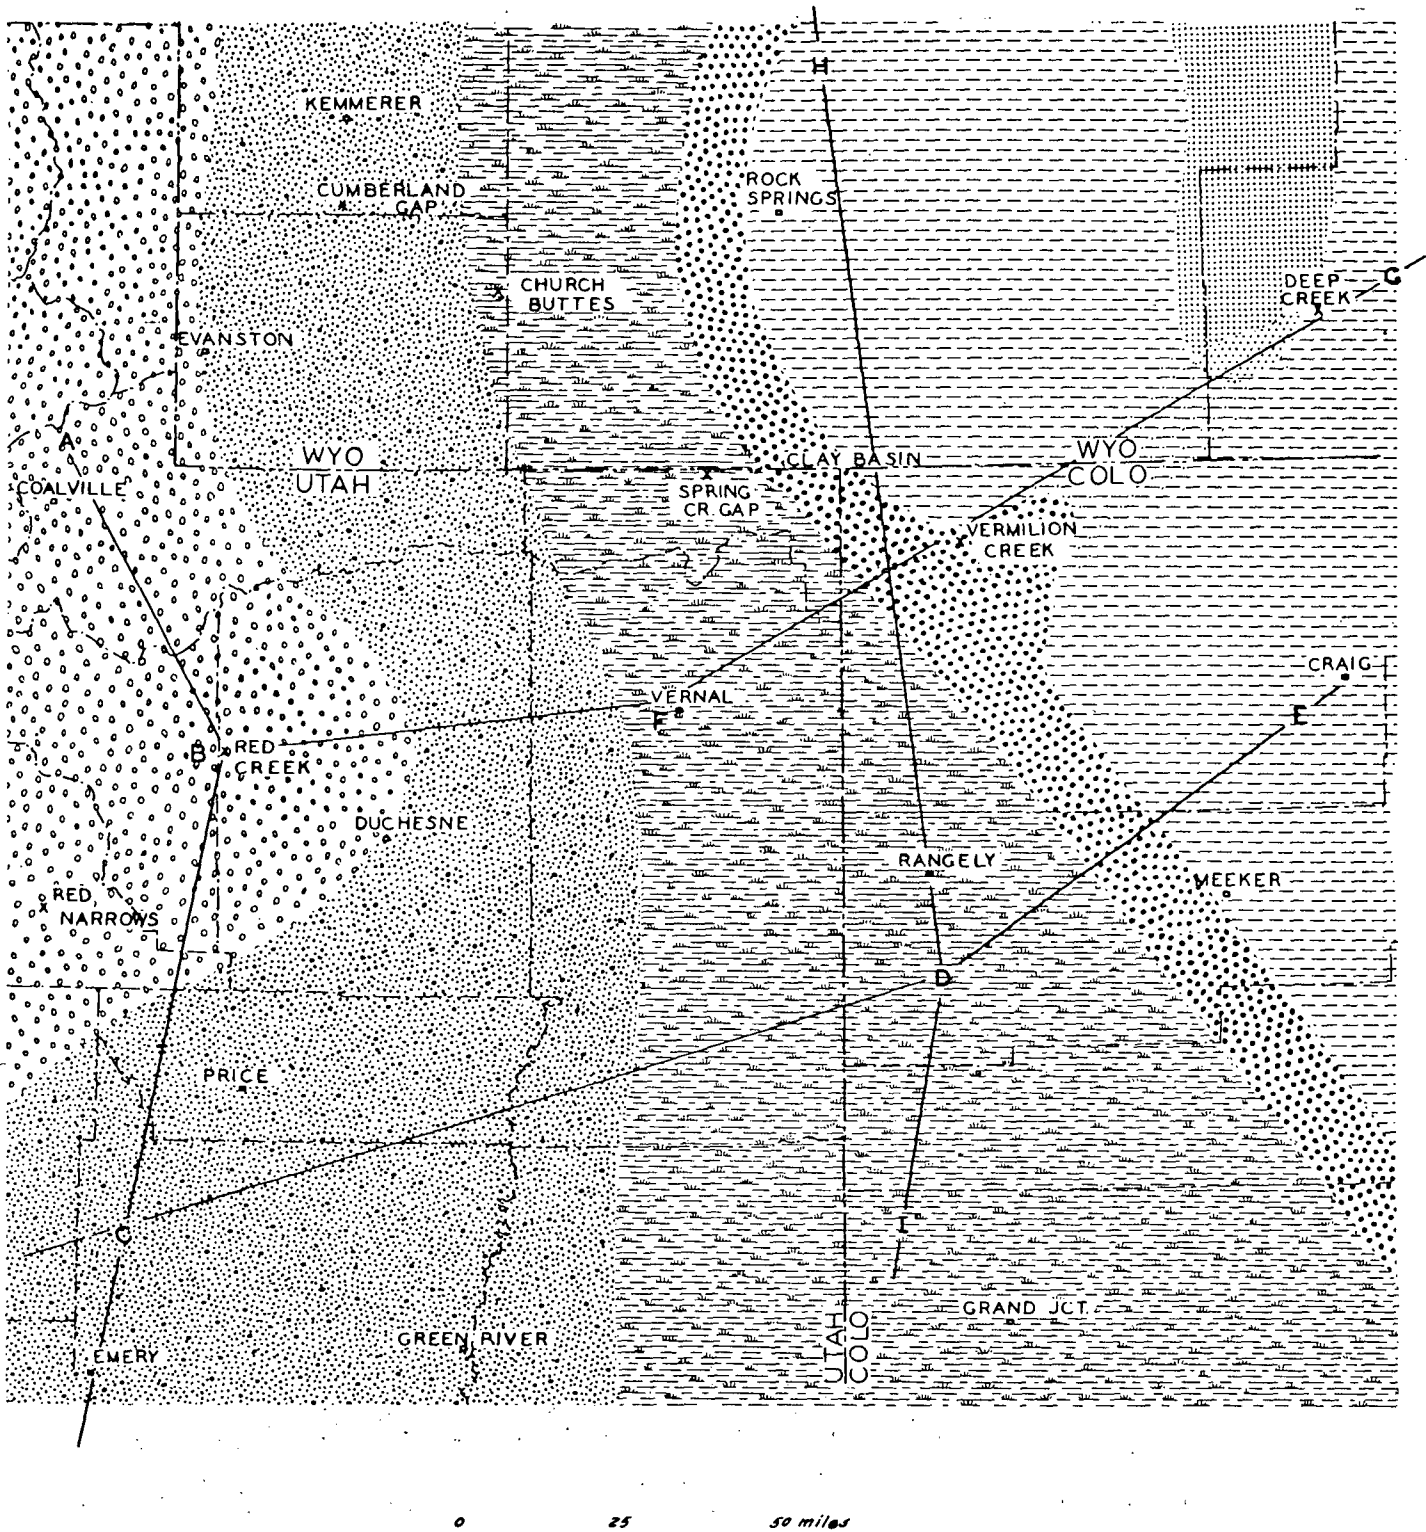 H
KEMMERER
ROCK
SPRINGS
CUMBERLAND
GAP
G
DEEP
CREEK
CHURCH
BUTTES
EVANSTON
A
WYO
UTAH
CLAY BASIN
WYO
COLO
COALVILLE
SPRING
CR. GAP
VERMILION
CREEK
CRAIG
VERNAL
F
E
B
RED
CREEK
DUCHESNE
RANGELY
MEEKER
RED
NARROWS
D
PRICE
C
I
GRAND JCT.
GREEN RIVER
UTAH
COLO
EMERY
0 25 50 miles